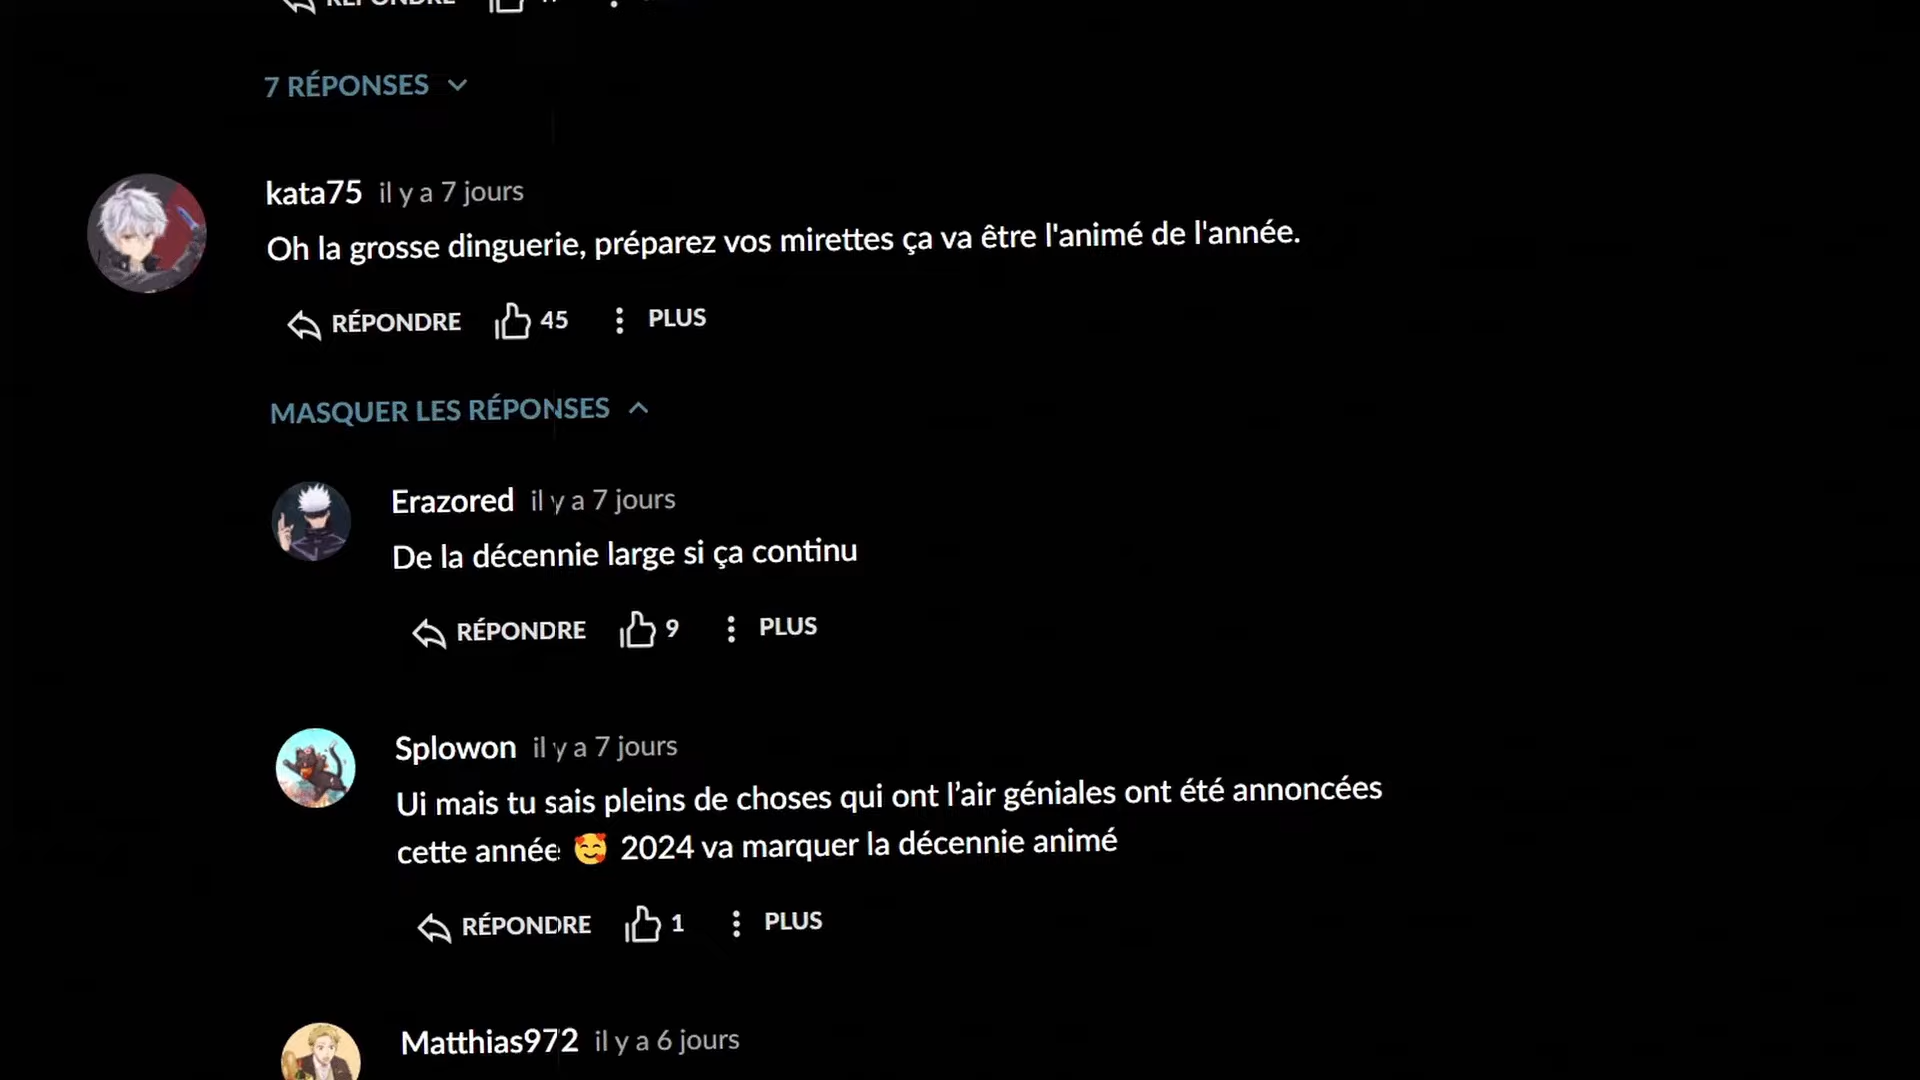 RÉPONDRE
7 RÉPONSES
kata75 il y a 7 jours
Oh la grosse dinguerie, préparez vos mirettes ça va être l'animé de l'année.
RÉPONDRE 45 PLUS
MASQUER LES RÉPONSES
Erazored il y a 7 jours
De la décennie large si ça continu
RÉPONDRE 9 PLUS
Splowon il y a 7 jours
Ui mais tu sais pleins de choses qui ont l’air géniales ont été annoncées
cette année 🥰 2024 va marquer la décennie animé
RÉPONDRE 1 PLUS
Matthias972 il y a 6 jours